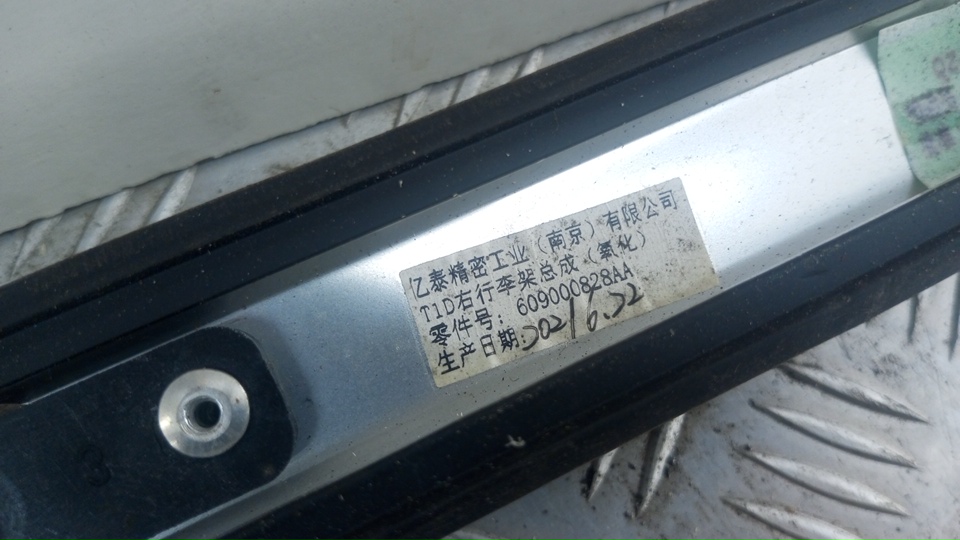 亿泰精密工业（南京）有限公司
T1D右行李架总成（氧化）
零件号：609000828AA
生产日期:2021.6.22